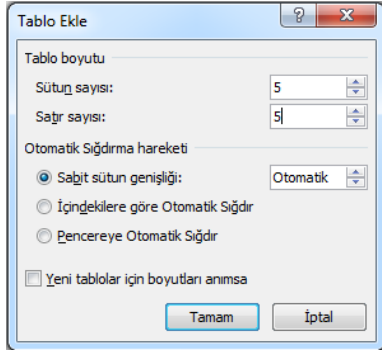 Tablo Ekle
Tablo boyutu
Sütun sayısı: 5
Satır sayısı: 5
Otomatik Sığdırma hareketi
Sabit sütun genişliği: Otomatik
İçindekilere göre Otomatik Sığdır
Pencereye Otomatik Sığdır
Yeni tablolar için boyutları anımsa
Tamam İptal